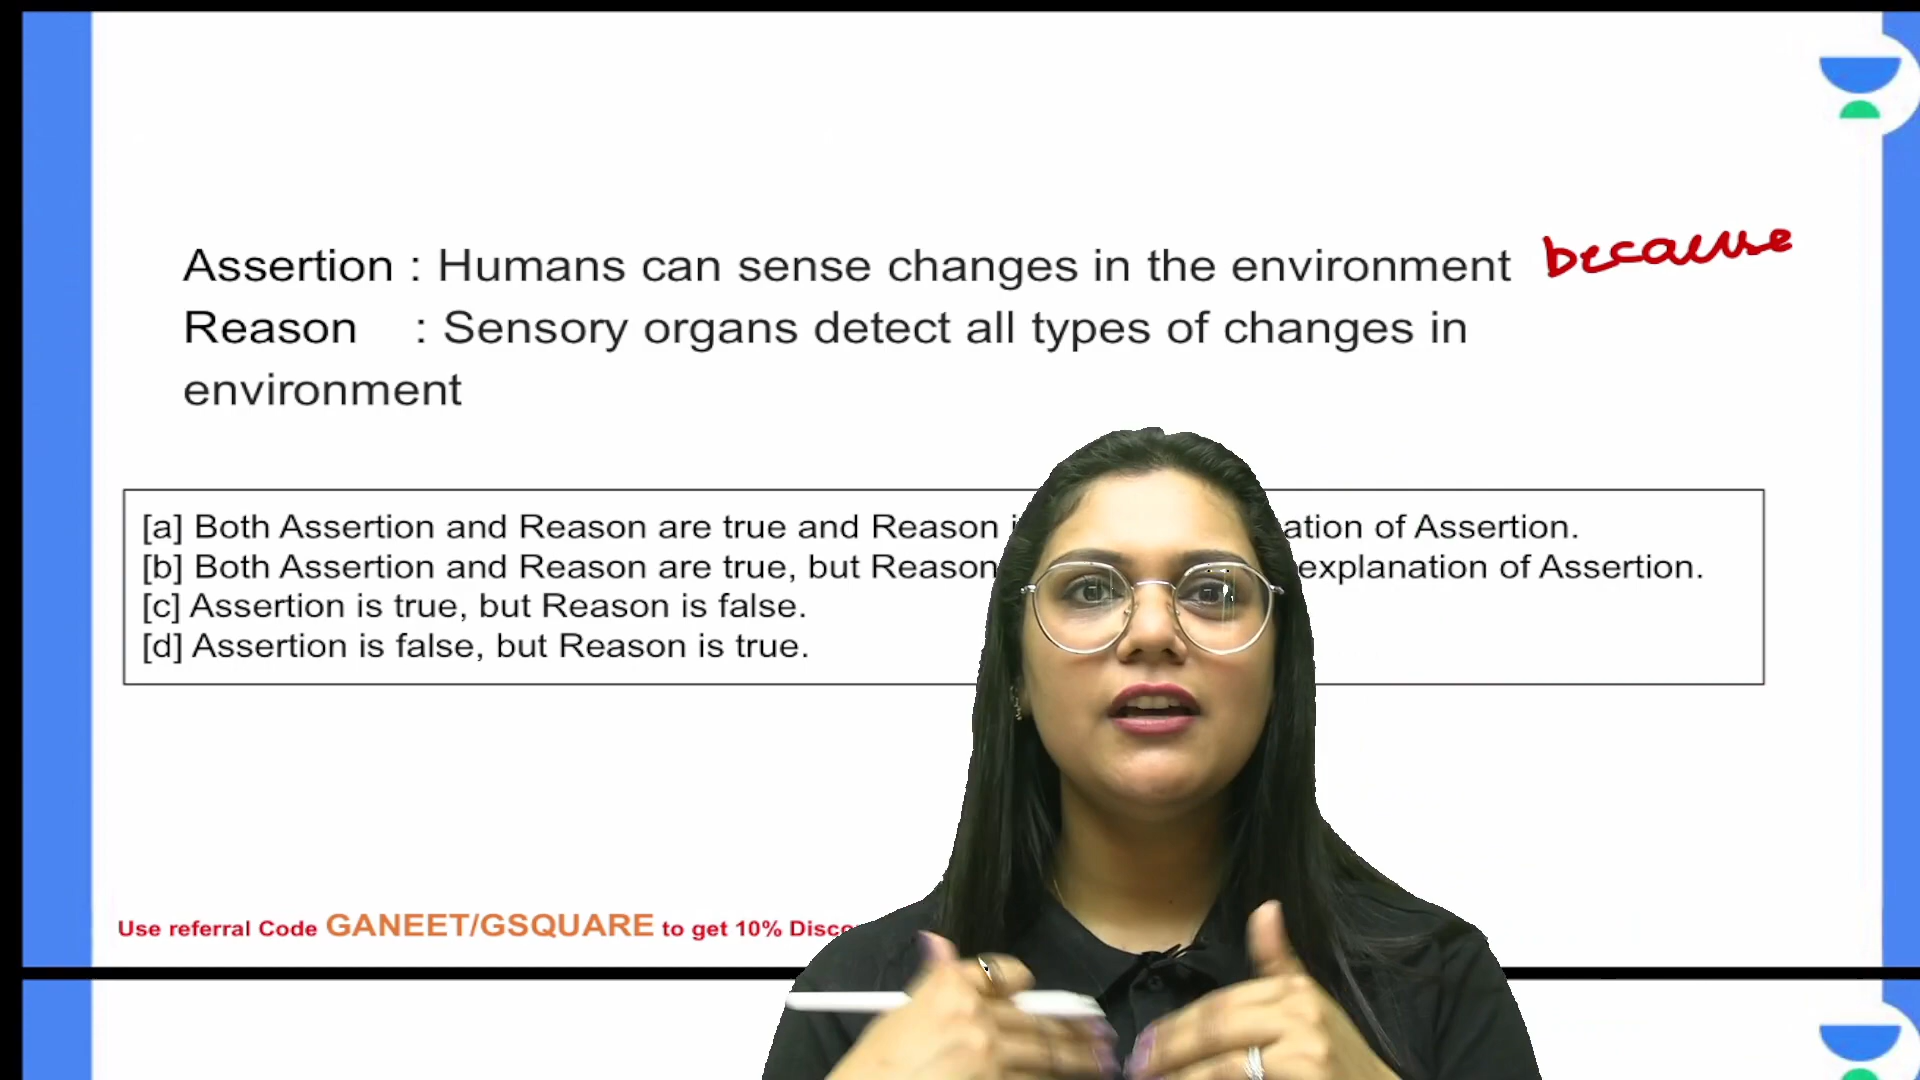 Assertion : Humans can sense changes in the environment because
Reason : Sensory organs detect all types of changes in
environment
[a] Both Assertion and Reason are true and Reason ation of Assertion.
[b] Both Assertion and Reason are true, but Reason explanation of Assertion.
[c] Assertion is true, but Reason is false.
[d] Assertion is false, but Reason is true.
Use referral Code GANEET/GSQUARE to get 10% Disco